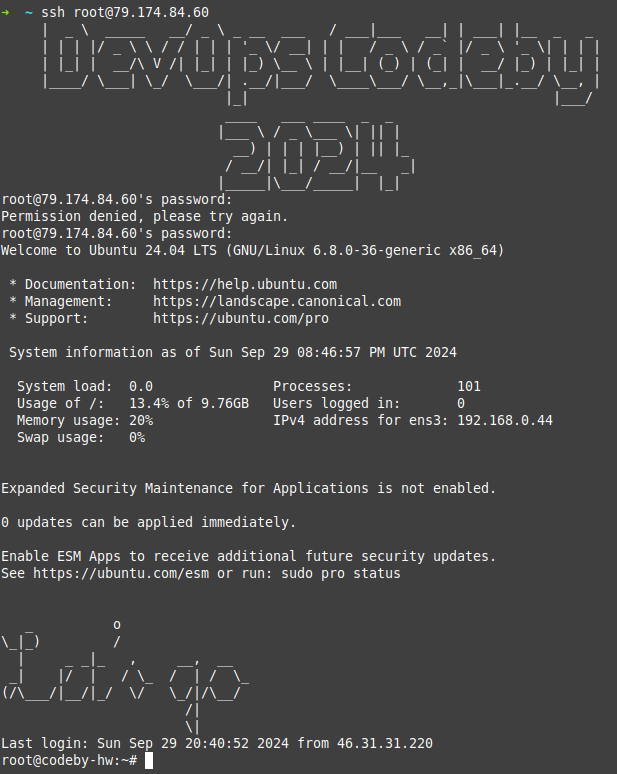 ➜ ~ ssh root@79.174.84.60
DevOps Codeby
2024
root@79.174.84.60's password:
Permission denied, please try again.
root@79.174.84.60's password:
Welcome to Ubuntu 24.04 LTS (GNU/Linux 6.8.0-36-generic x86_64)
* Documentation: https://help.ubuntu.com
* Management: https://landscape.canonical.com
* Support: https://ubuntu.com/pro
System information as of Sun Sep 29 08:46:57 PM UTC 2024
System load: 0.0 Processes: 101
Usage of /: 13.4% of 9.76GB Users logged in: 0
Memory usage: 20% IPv4 address for ens3: 192.168.0.44
Swap usage: 0%
Expanded Security Maintenance for Applications is not enabled.
0 updates can be applied immediately.
Enable ESM Apps to receive additional future security updates.
See https://ubuntu.com/esm or run: sudo pro status
Last login: Sun Sep 29 20:40:52 2024 from 46.31.31.220
root@codeby-hw:~#